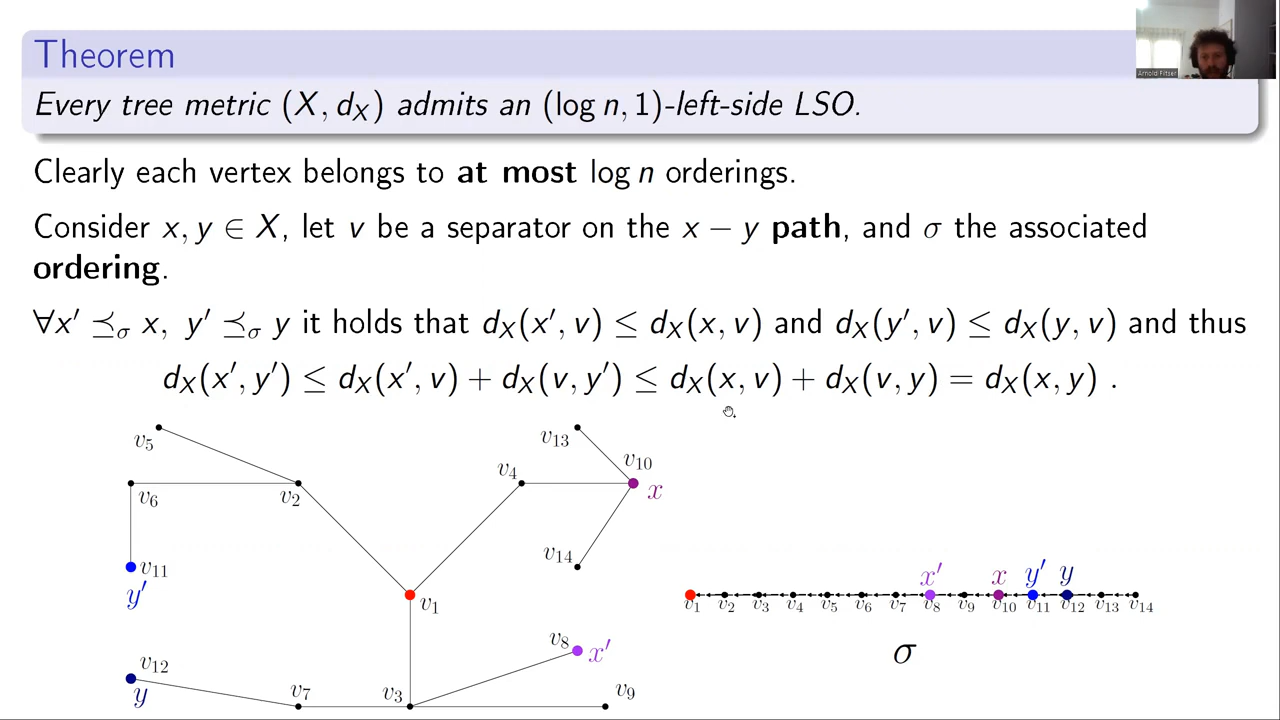 Theorem
Every tree metric (X, d_X) admits an (log n, 1)-left-side LSO.
Arnold Filtser
Clearly each vertex belongs to at most log n orderings.
Consider x, y ∈ X, let v be a separator on the x − y path, and σ the associated
ordering.
∀x′ ⪯_σ x, y′ ⪯_σ y it holds that d_X(x′, v) ≤ d_X(x, v) and d_X(y′, v) ≤ d_X(y, v) and thus
d_X(x′, y′) ≤ d_X(x′, v) + d_X(v, y′) ≤ d_X(x, v) + d_X(v, y) = d_X(x, y) .
v5
v13
v10
v4
x
v6
v2
v14
v11
y′
v1
x′ x y′ y
v1 v2 v3 v4 v5 v6 v7 v8 v9 v10 v11 v12 v13 v14
σ
v8 x′
v12
y
v7
v3
v9